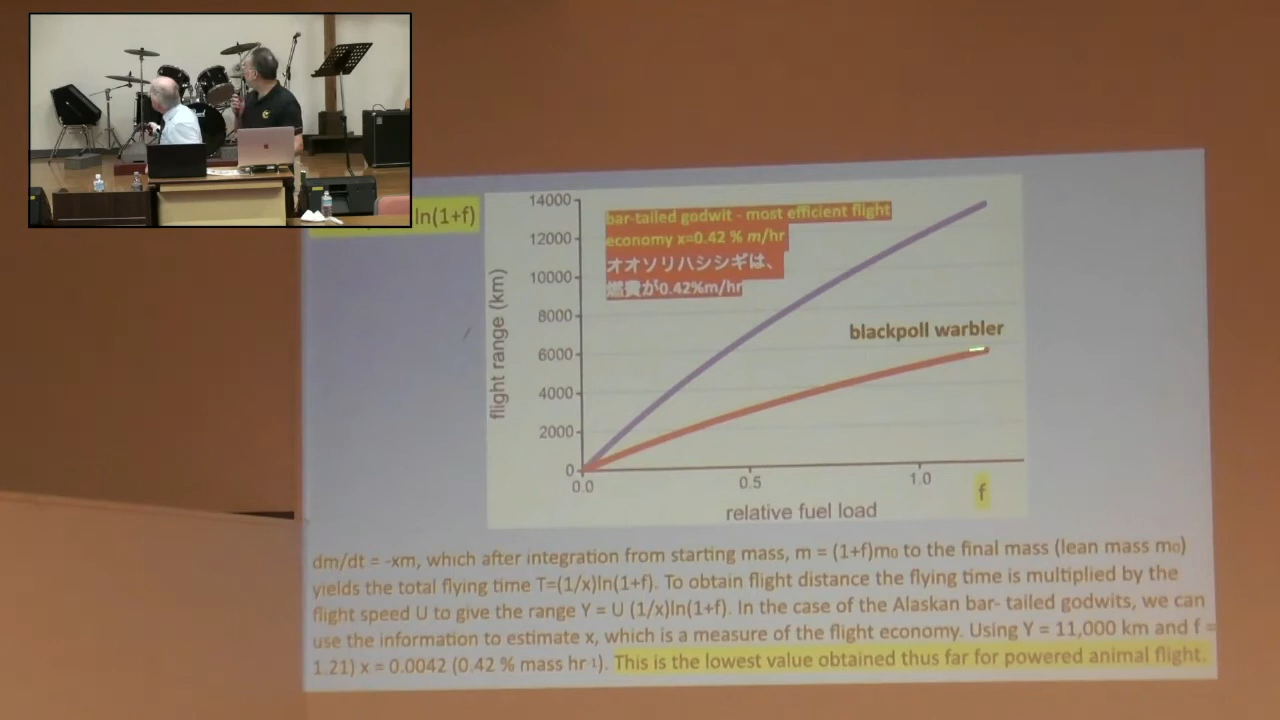 ln(1+f)
14000
12000
10000
8000
6000
4000
2000
0
flight range (km)
bar-tailed godwit - most efficient flight
economy x=0.42 % m/hr
オオソリハシシギは、
燃費が0.42%m/hr
blackpoll warbler
0.0
0.5
1.0
f
relative fuel load
dm/dt = -xm, which after integration from starting mass, m = (1+f)m₀ to the final mass (lean mass m₀)
yields the total flying time T=(1/x)ln(1+f). To obtain flight distance the flying time is multiplied by the
flight speed U to give the range Y = U (1/x)ln(1+f). In the case of the Alaskan bar- tailed godwits, we can
use the information to estimate x, which is a measure of the flight economy. Using Y = 11,000 km and f =
1.21) x = 0.0042 (0.42 % mass hr⁻¹). This is the lowest value obtained thus far for powered animal flight.